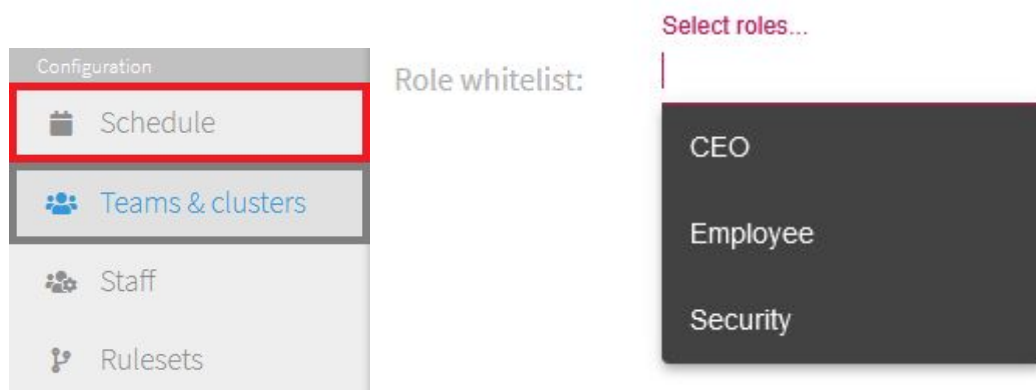 Configuration
Schedule
Teams & clusters
Staff
Rulesets
Role whitelist:
Select roles...
CEO
Employee
Security